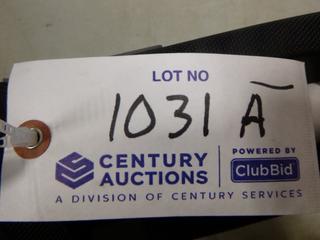 LOT NO
1031 A
CENTURY AUCTIONS
POWERED BY
ClubBid
A DIVISION OF CENTURY SERVICES